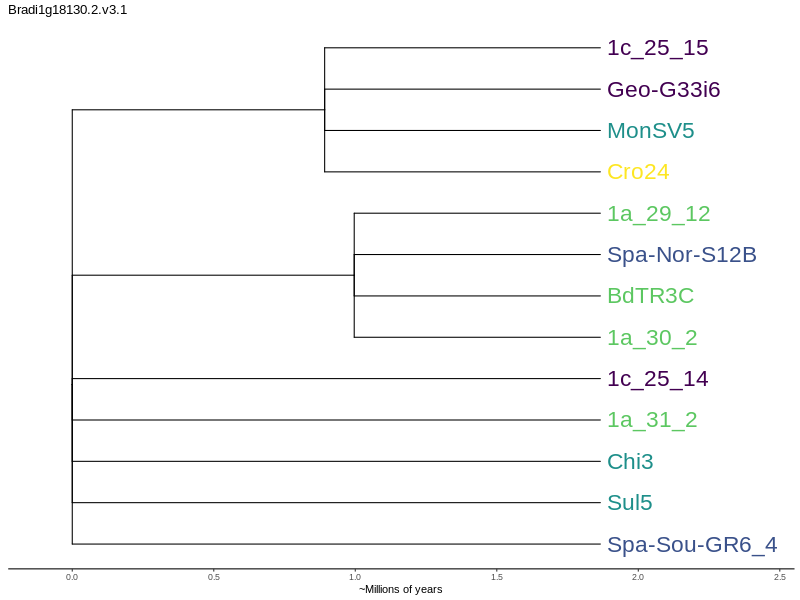 Bradi1g18130.2.v3.1
1c_25_15
Geo-G33i6
MonSV5
Cro24
1a_29_12
Spa-Nor-S12B
BdTR3C
1a_30_2
1c_25_14
1a_31_2
Chi3
Sul5
Spa-Sou-GR6_4
0.0 0.5 1.0 1.5 2.0 2.5
~Millions of years